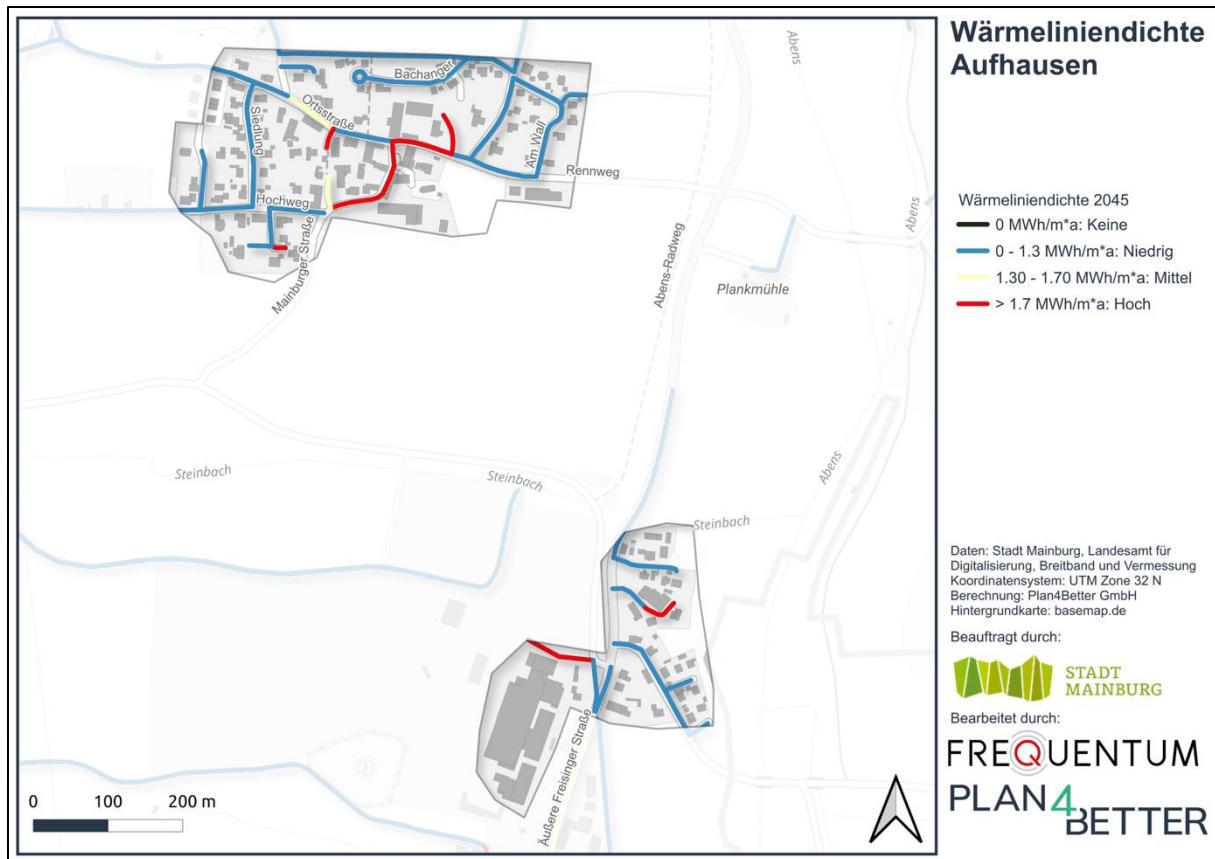 Wärmeliniendichte
Aufhausen
Wärmeliniendichte 2045
0 MWh/m*a: Keine
0 - 1.3 MWh/m*a: Niedrig
1.30 - 1.70 MWh/m*a: Mittel
> 1.7 MWh/m*a: Hoch
Abens
Abens
Bachanger
Ortsstraße
Siedlung
Am Wall
Rennweg
Hochweg
Mainburger Straße
Abens-Radweg
Plankmühle
Abens
Steinbach
Steinbach
Abens
Steinbach
Äußere Freisinger Straße
0 100 200 m
Daten: Stadt Mainburg, Landesamt für
Digitalisierung, Breitband und Vermessung
Koordinatensystem: UTM Zone 32 N
Berechnung: Plan4Better GmbH
Hintergrundkarte: basemap.de
Beauftragt durch:
STADT
MAINBURG
Bearbeitet durch:
FREQUENTUM
PLAN4
BETTER